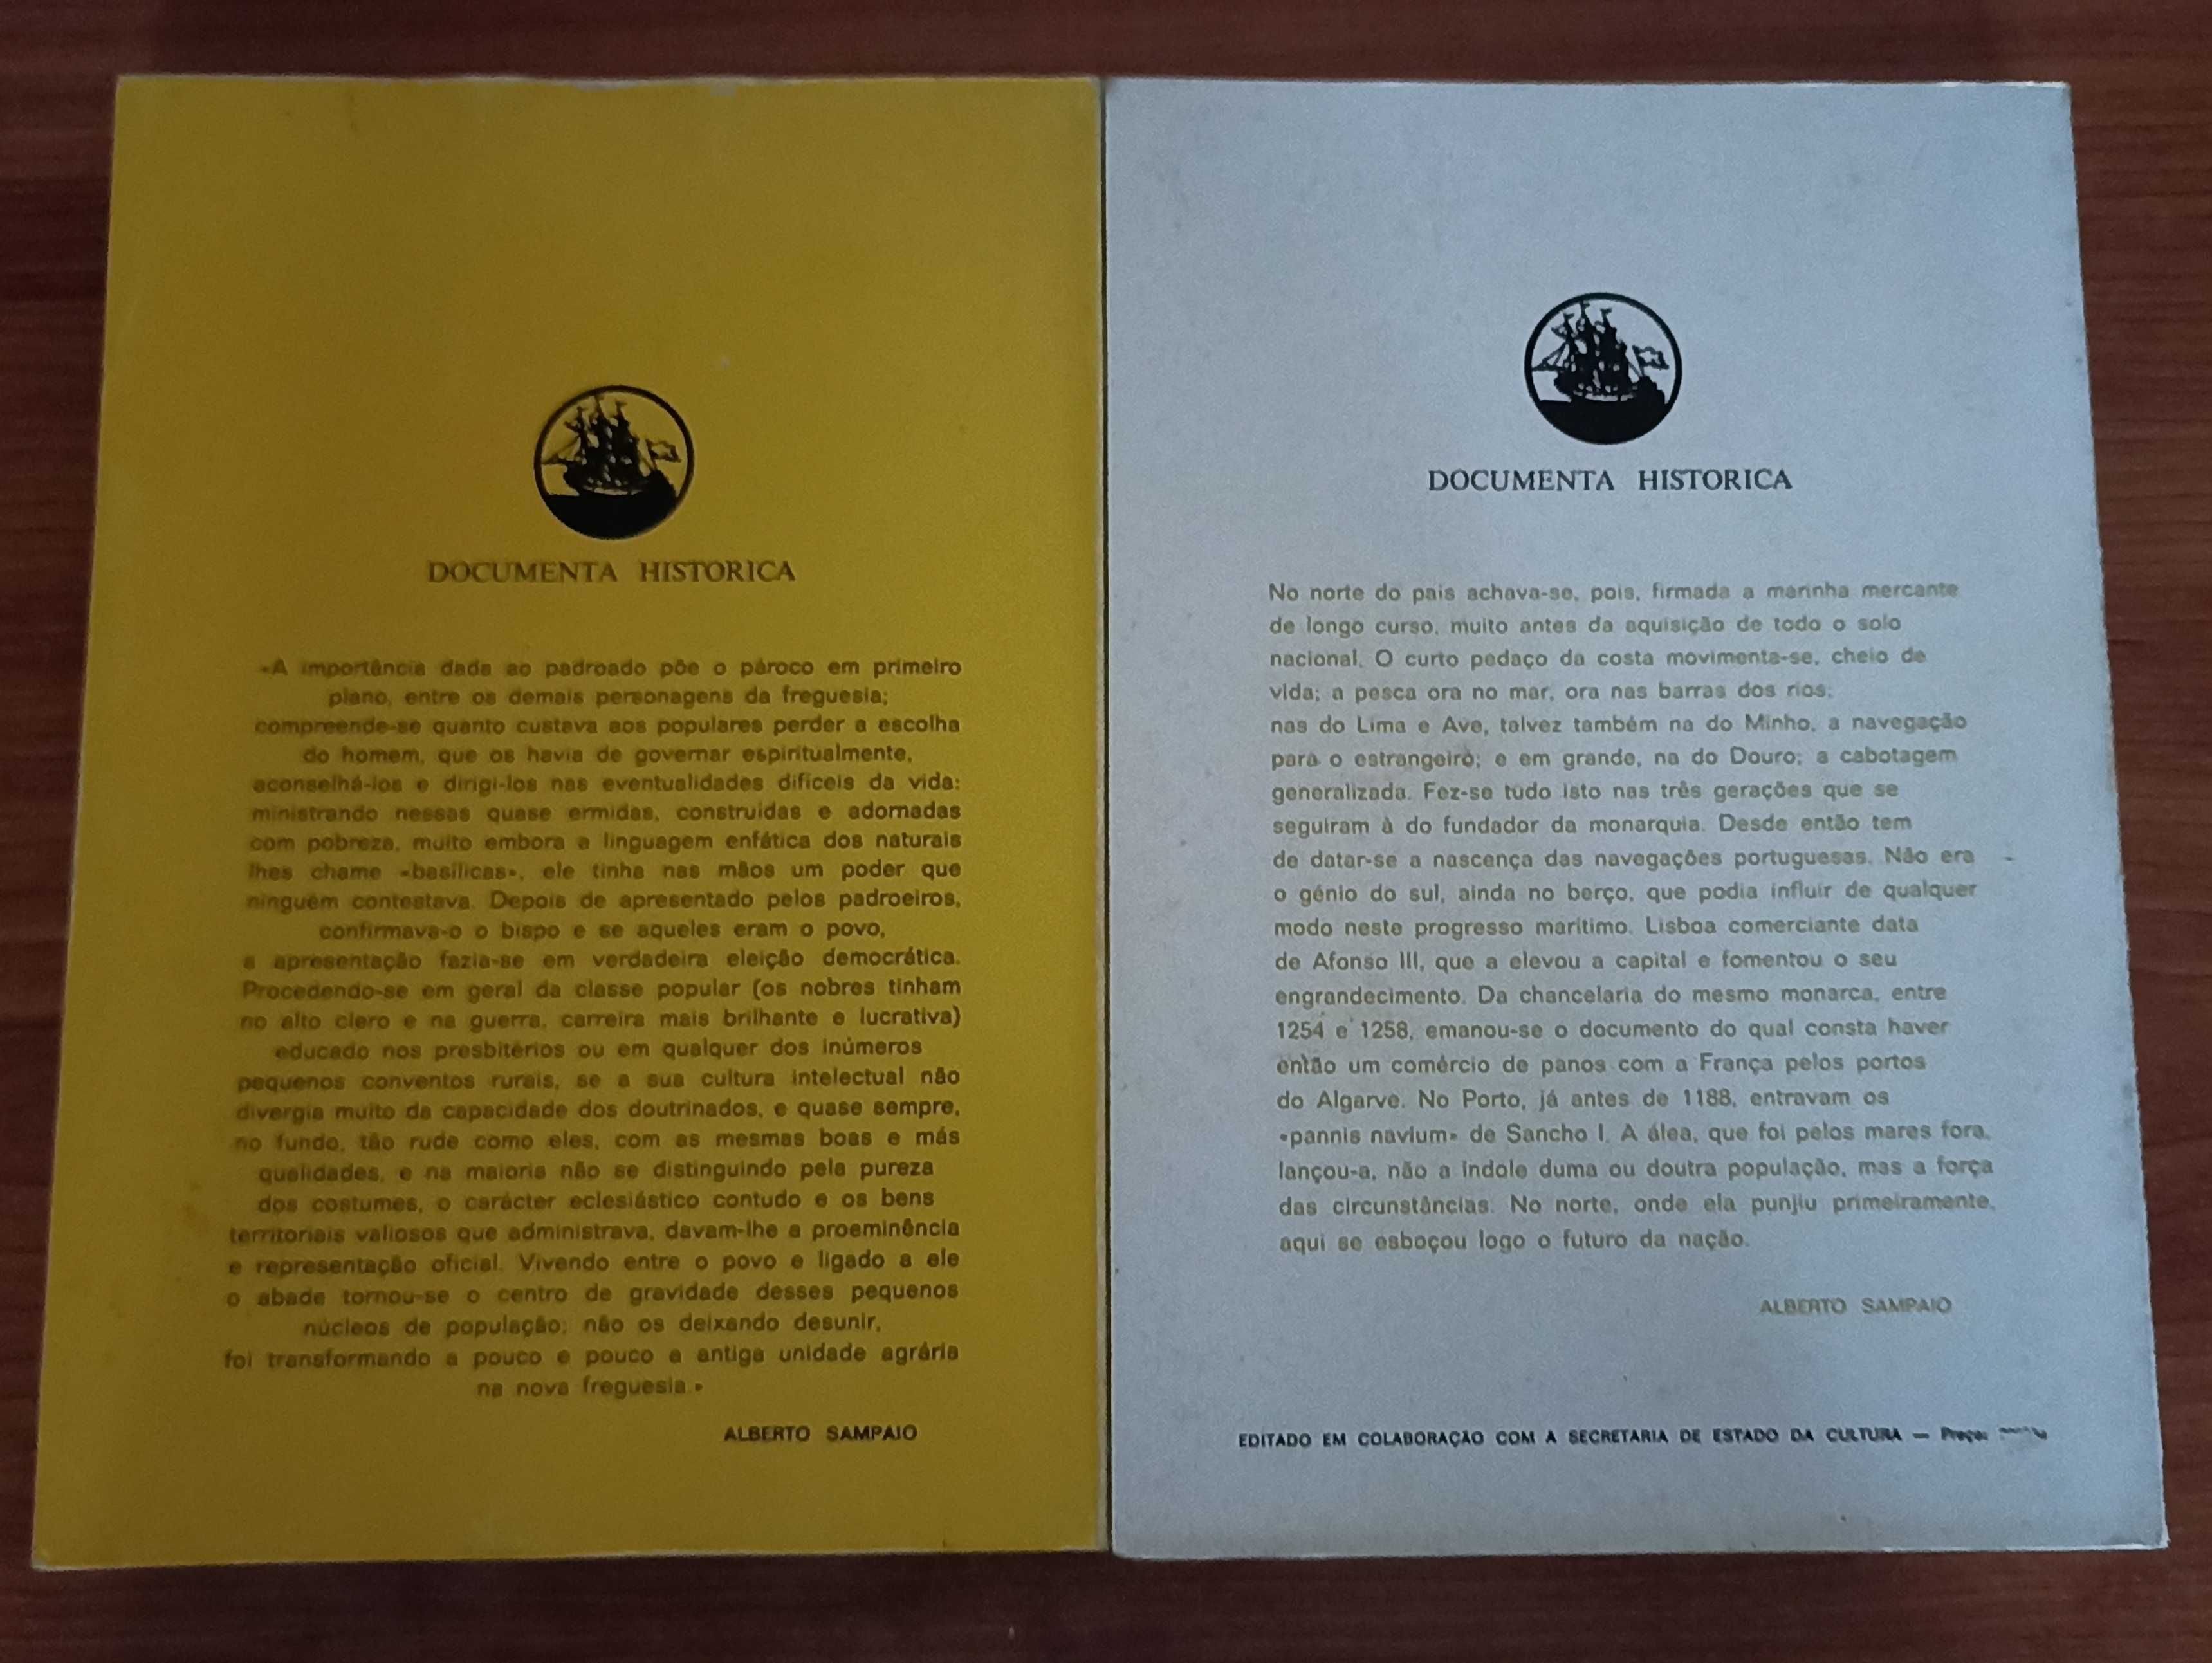 DOCUMENTA HISTORICA
«A importância dada ao padroado põe o pároco em primeiro
plano, entre os demais personagens da freguesia;
compreende-se quanto custava aos populares perder a escolha
do homem, que os havia de governar espiritualmente,
aconselhá-los e dirigi-los nas eventualidades difíceis da vida:
ministrando nessas quase ermidas, construídas e adornadas
com pobreza, muito embora a linguagem enfática dos naturais
lhes chame «basílicas», ele tinha nas mãos um poder que
ninguém contestava. Depois de apresentado pelos padroeiros,
confirmava-o o bispo e se aqueles eram o povo,
a apresentação fazia-se em verdadeira eleição democrática.
Procedendo-se em geral da classe popular (os nobres tinham
no alto clero e na guerra, carreira mais brilhante e lucrativa)
educado nos presbitérios ou em qualquer dos inúmeros
pequenos conventos rurais, se a sua cultura intelectual não
divergia muito da capacidade dos doutrinados, e quase sempre,
no fundo, tão rude como eles, com as mesmas boas e más
qualidades, e na maioria não se distinguindo pela pureza
dos costumes, o carácter eclesiástico contudo e os bens
territoriais valiosos que administrava, davam-lhe a proeminência
e representação oficial. Vivendo entre o povo e ligado a ele
o abade tornou-se o centro de gravidade desses pequenos
núcleos de população; não os deixando desunir,
foi transformando a pouco e pouco a antiga unidade agrária
na nova freguesia.»
ALBERTO SAMPAIO
DOCUMENTA HISTORICA
No norte do país achava-se, pois, firmada a marinha mercante
de longo curso, muito antes da aquisição de todo o solo
nacional. O curto pedaço da costa movimenta-se, cheio de
vida; a pesca ora no mar, ora nas barras dos rios;
nas do Lima e Ave, talvez também na do Minho, a navegação
para o estrangeiro; e em grande, na do Douro; a cabotagem
generalizada. Fez-se tudo isto nas três gerações que se
seguiram à do fundador da monarquia. Desde então tem
de datar-se a nascença das navegações portuguesas. Não era
o génio do sul, ainda no berço, que podia influir de qualquer
modo neste progresso marítimo. Lisboa comerciante data
de Afonso III, que a elevou a capital e fomentou o seu
engrandecimento. Da chancelaria do mesmo monarca, entre
1254 e 1258, emanou-se o documento do qual consta haver
então um comércio de panos com a França pelos portos
do Algarve. No Porto, já antes de 1188, entravam os
«pannis navium» de Sancho I. A álea, que foi pelos mares fora,
lançou-a, não a índole duma ou doutra população, mas a força
das circunstâncias. No norte, onde ela punjiu primeiramente,
aqui se esboçou logo o futuro da nação.
ALBERTO SAMPAIO
EDITADO EM COLABORAÇÃO COM A SECRETARIA DE ESTADO DA CULTURA — Preço: